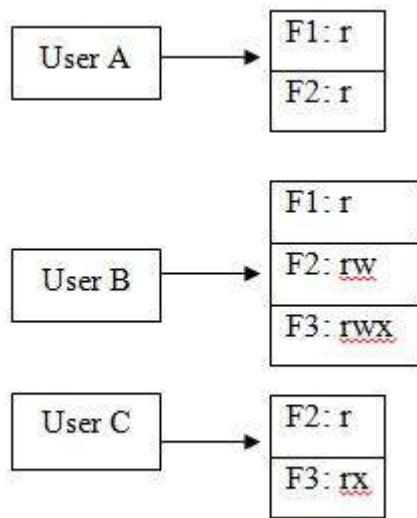 User A
F1: r
F2: r
User B
F1: r
F2: rw
F3: rwx
User C
F2: r
F3: rx